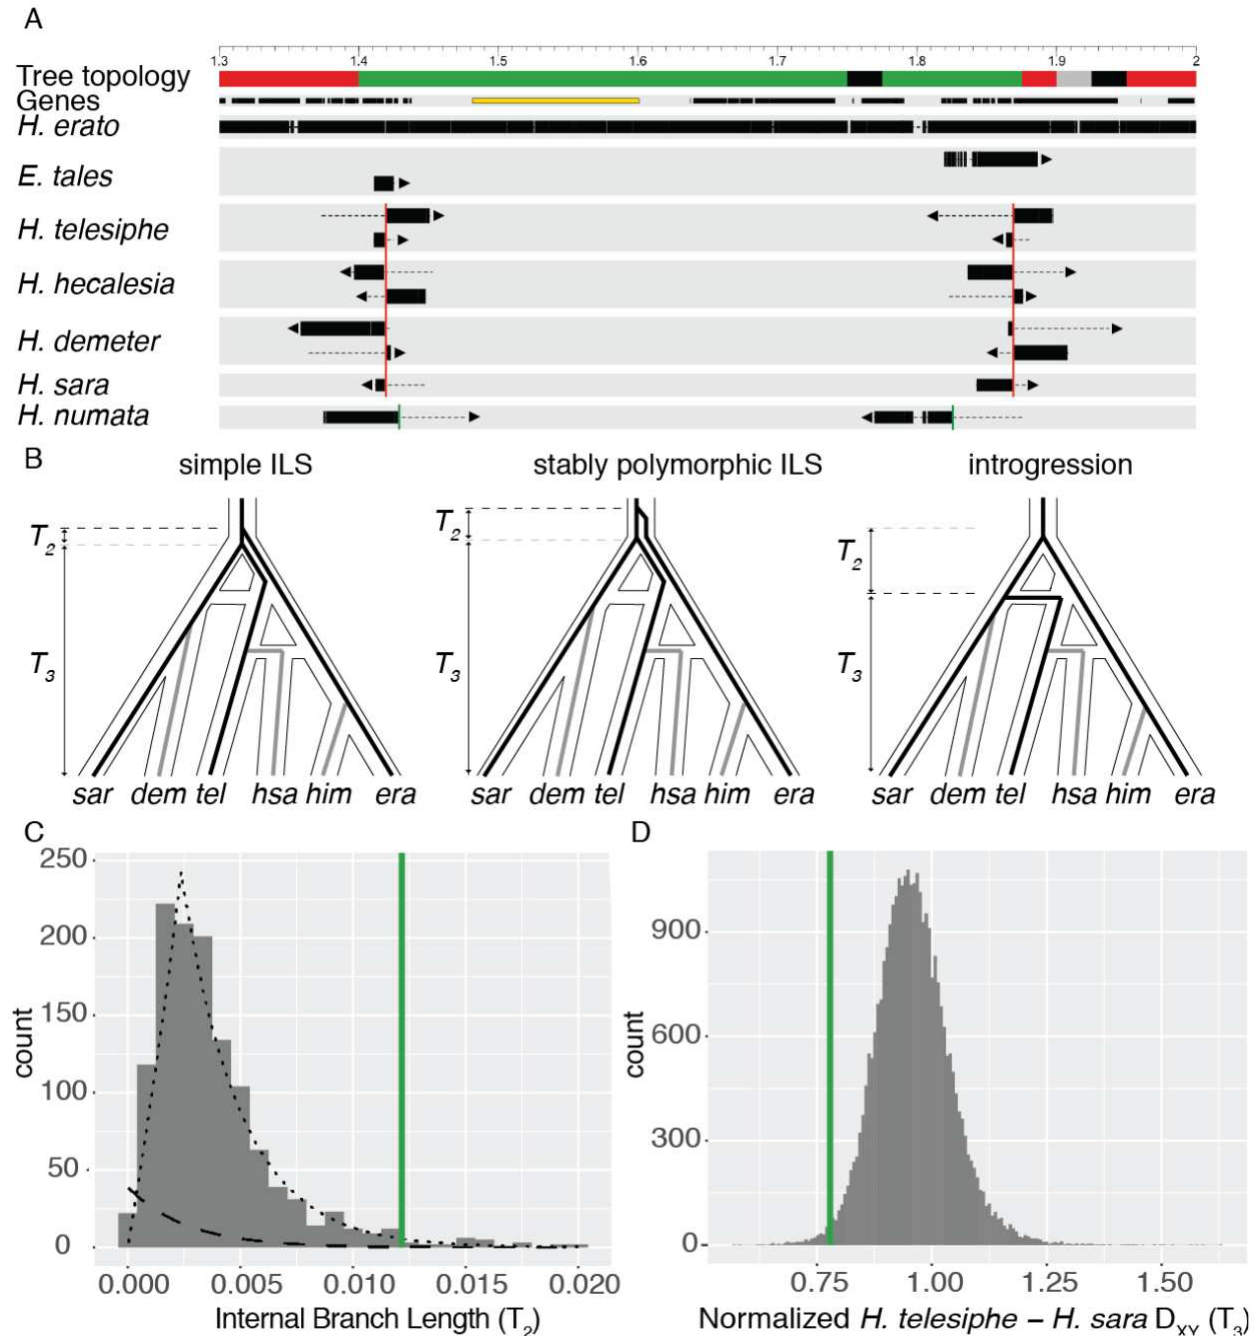 A
1.3 1.4 1.5 1.6 1.7 1.8 1.9 2
Tree topology
Genes
H. erato
E. tales
H. telesiphe
H. hecalesia
H. demeter
H. sara
H. numata
B
simple ILS
stably polymorphic ILS
introgression
T2 T2 T2
T3 T3 T3
sar dem tel hsa him era sar dem tel hsa him era sar dem tel hsa him era
C
250
200
150
100
50
0
count
0.000 0.005 0.010 0.015 0.020
Internal Branch Length (T2)
D
900
600
300
0
count
0.75 1.00 1.25 1.50
Normalized H. telesiphe – H. sara DXY (T3)